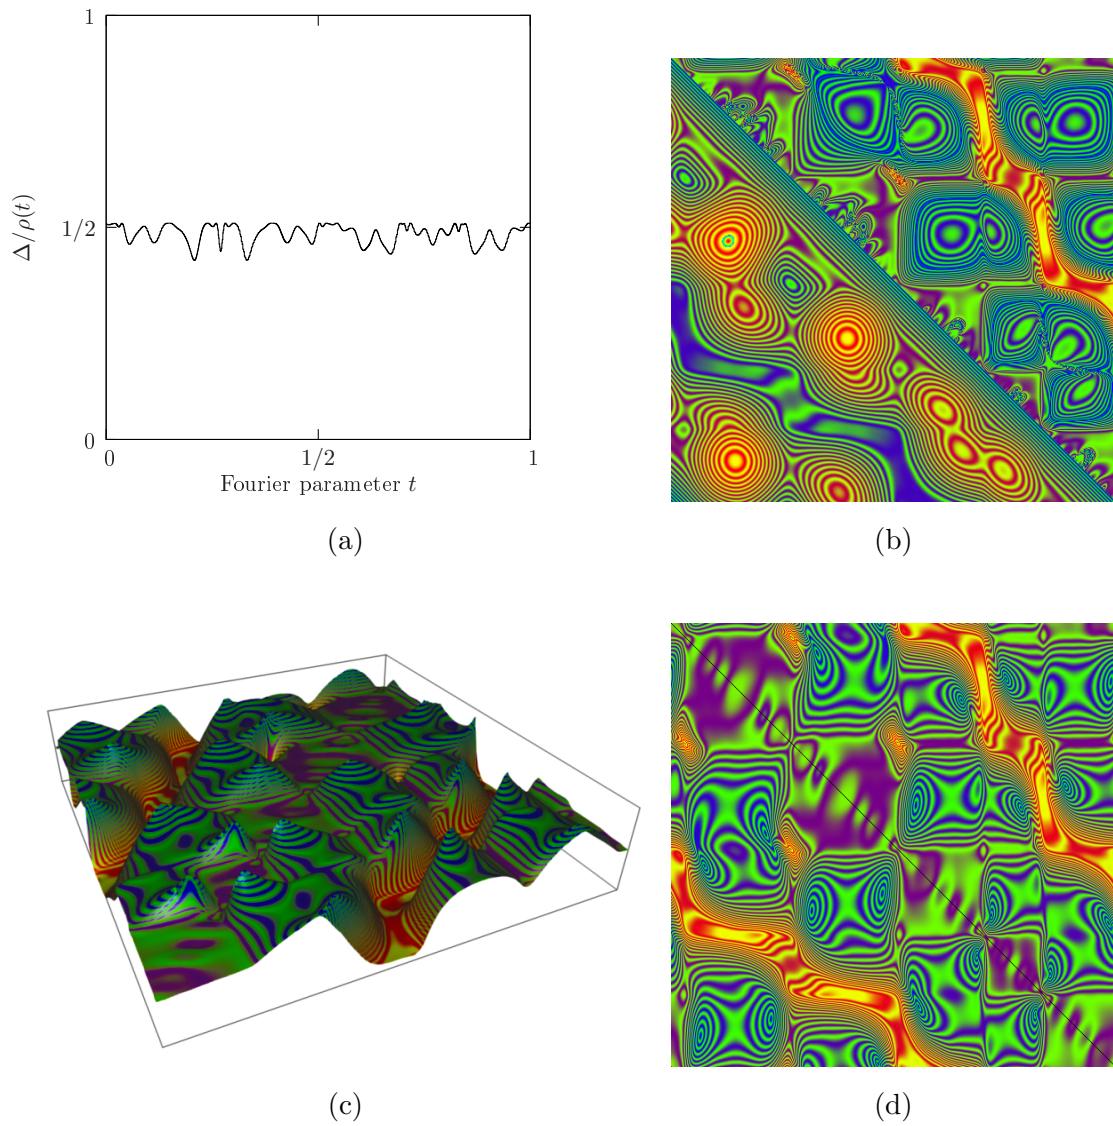 1
1/2
0
Δ/ρ(t)
0 1/2 1
Fourier parameter t
(a)
(b)
(c)
(d)